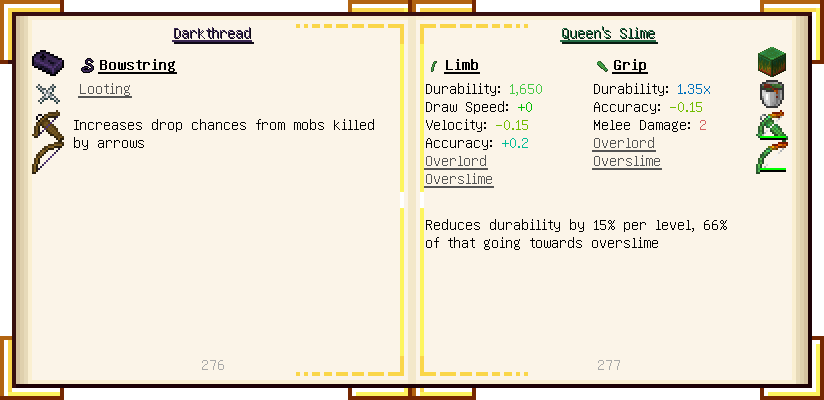 Darkthread
Bowstring
Looting
Increases drop chances from mobs killed
by arrows
276
Queen's Slime
Limb
Durability: 1,650
Draw Speed: +0
Velocity: -0.15
Accuracy: +0.2
Overlord
Overslime
Grip
Durability: 1.35x
Accuracy: -0.15
Melee Damage: 2
Overlord
Overslime
Reduces durability by 15% per level, 66%
of that going towards overslime
277